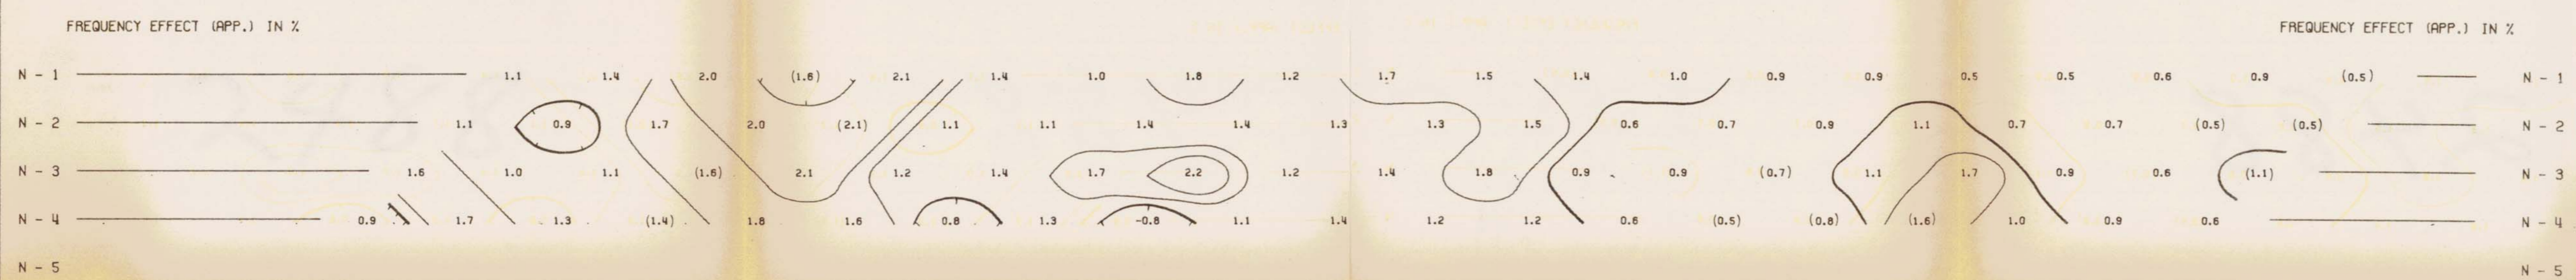 FREQUENCY EFFECT (APP.) IN % FREQUENCY EFFECT (APP.) IN %
N - 1 1.1 1.4 2.0 (1.6) 2.1 1.4 1.0 1.8 1.2 1.7 1.5 1.4 1.0 0.9 0.9 0.5 0.5 0.6 0.9 (0.5) N - 1
N - 2 1.1 0.9 1.7 2.0 (2.1) 1.1 1.1 1.4 1.4 1.3 1.3 1.5 0.6 0.7 0.9 1.1 0.7 0.7 (0.5) (0.5) N - 2
N - 3 1.6 1.0 1.1 (1.6) 2.1 1.2 1.4 1.7 2.2 1.2 1.4 1.8 0.9 0.9 (0.7) 1.1 1.7 0.9 0.6 (1.1) N - 3
N - 4 0.9 1.7 1.3 (1.4) 1.8 1.6 0.8 1.3 -0.8 1.1 1.4 1.2 1.2 0.6 (0.5) (0.8) (1.6) 1.0 0.9 0.6 N - 4
N - 5 N - 5